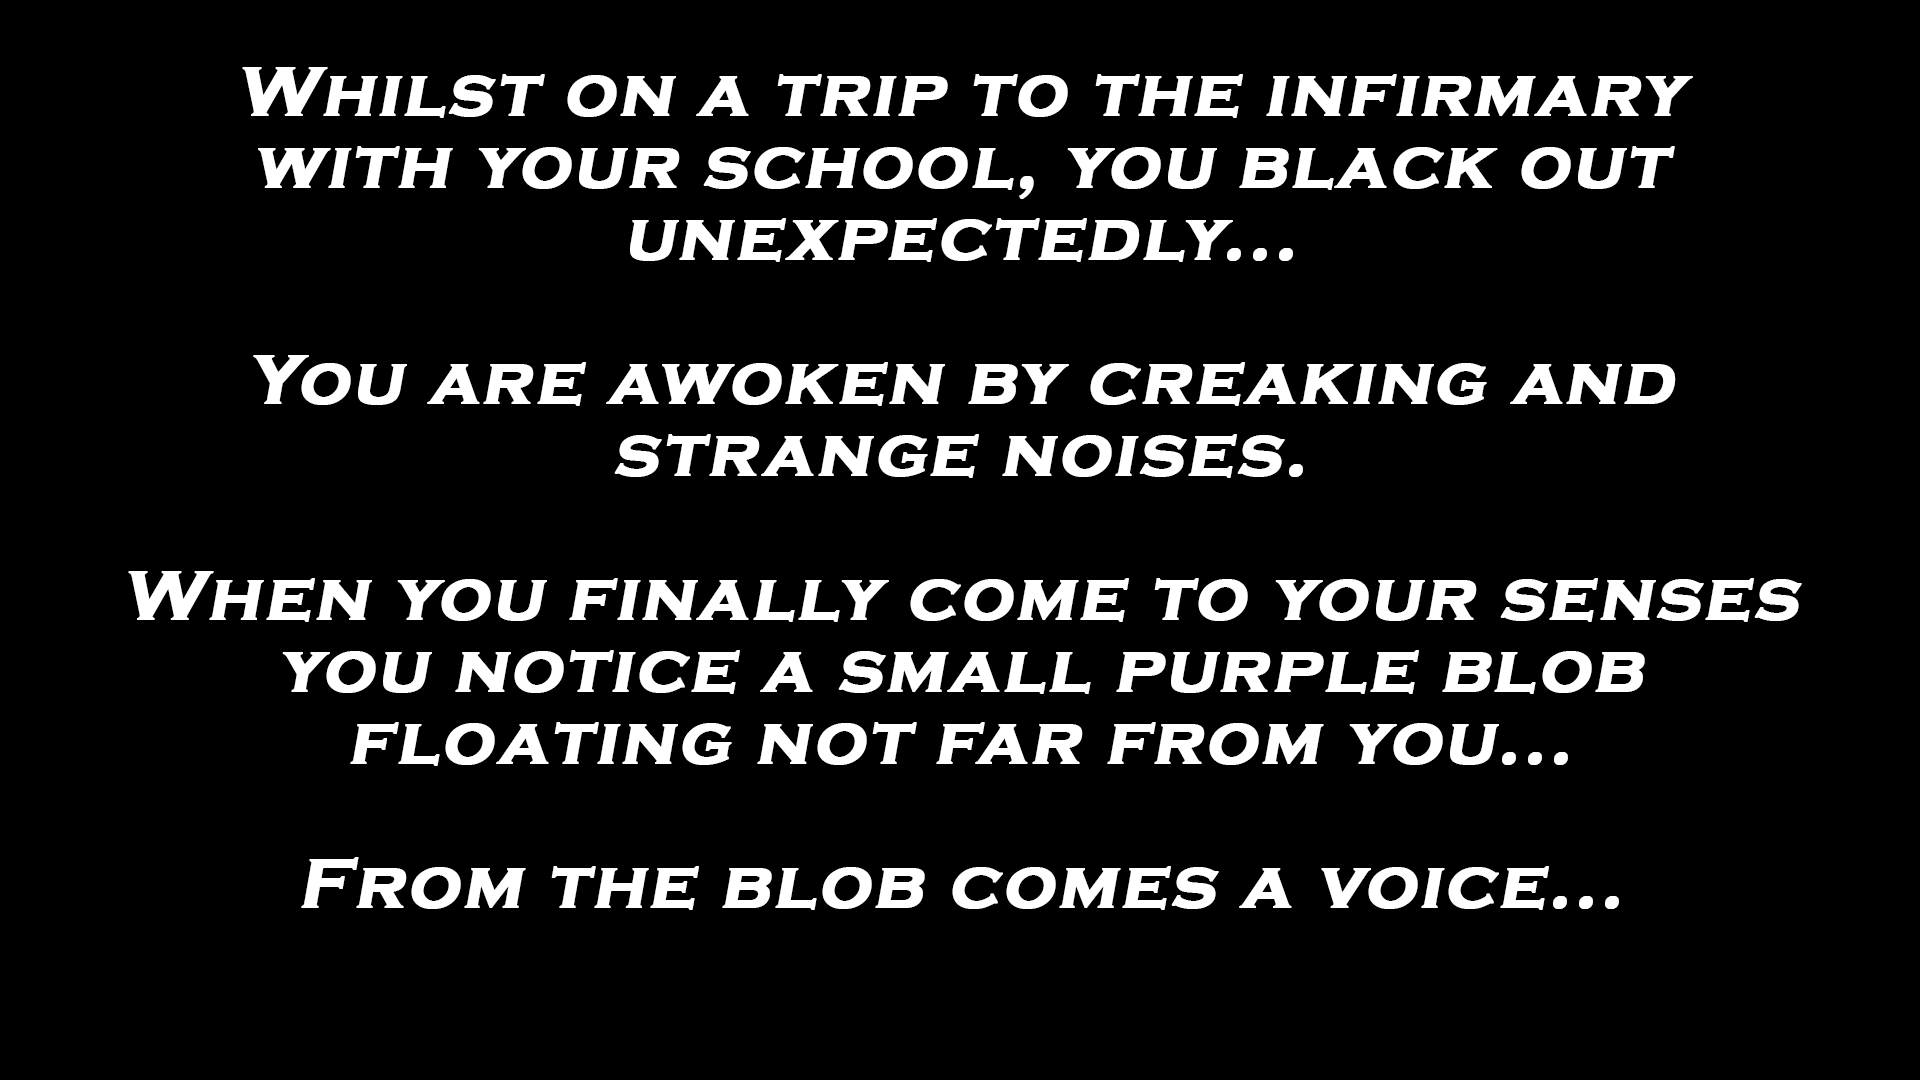 Whilst on a trip to the infirmary
with your school, you black out
unexpectedly...
You are awoken by creaking and
strange noises.
When you finally come to your senses
you notice a small purple blob
floating not far from you...
From the blob comes a voice...